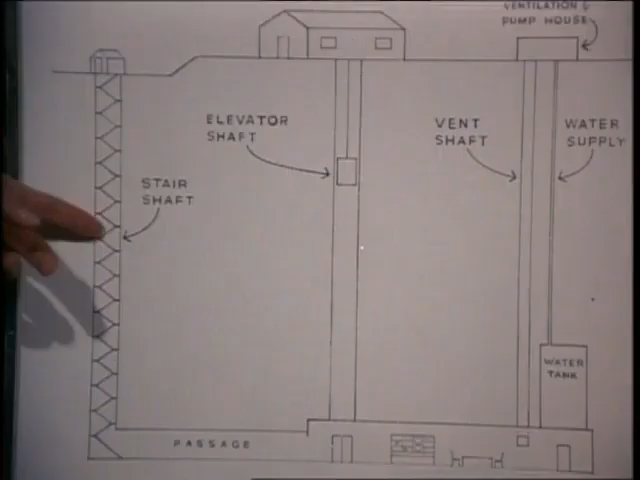 VENTILATION &
PUMP HOUSE
ELEVATOR
SHAFT
VENT
SHAFT
WATER
SUPPLY
STAIR
SHAFT
WATER
TANK
PASSAGE